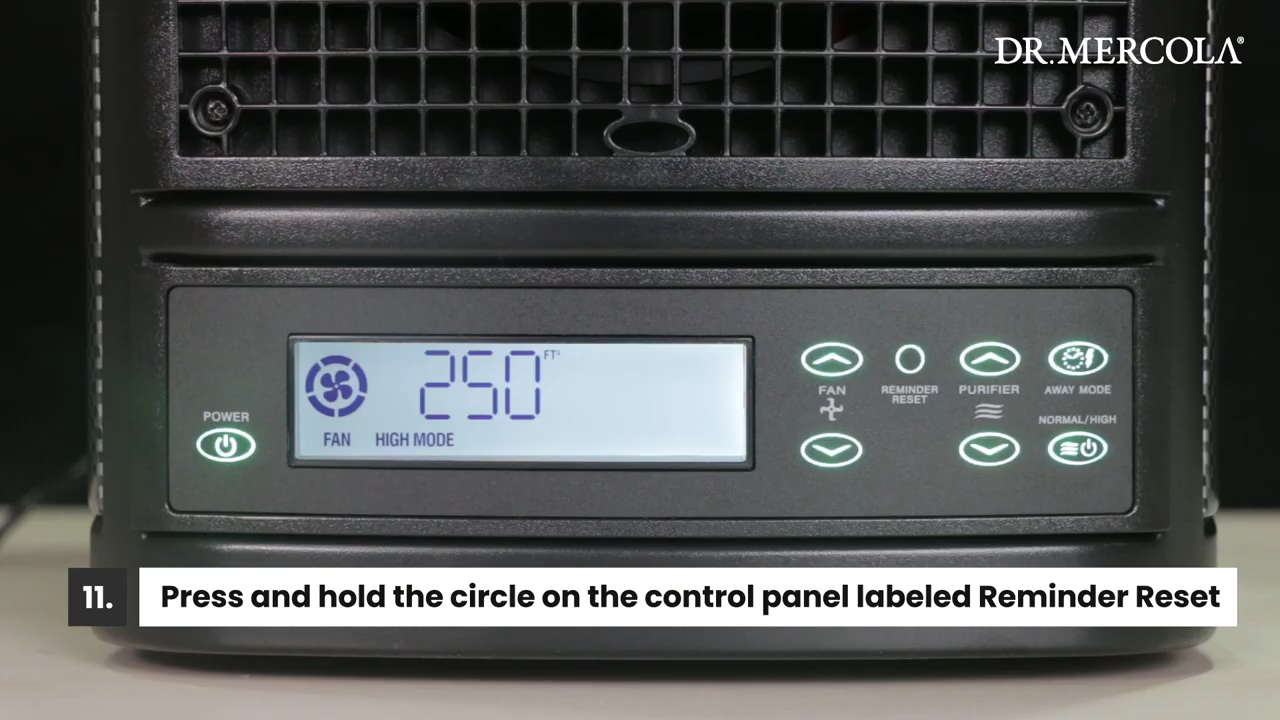 DR.MERCOLA®
250 FT³
FAN HIGH MODE
POWER
FAN
REMINDER
RESET
PURIFIER
AWAY MODE
NORMAL/HIGH
11. Press and hold the circle on the control panel labeled Reminder Reset